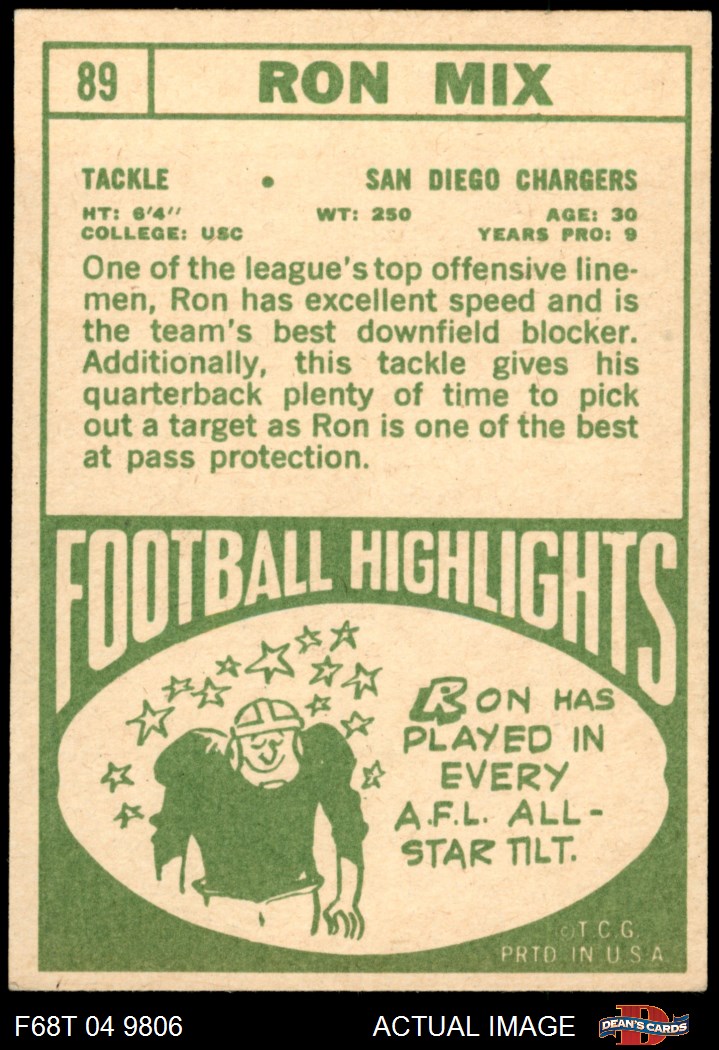 89 RON MIX
TACKLE • SAN DIEGO CHARGERS
HT: 6'4" WT: 250 AGE: 30
COLLEGE: USC YEARS PRO: 9
One of the league's top offensive line-
men, Ron has excellent speed and is
the team's best downfield blocker.
Additionally, this tackle gives his
quarterback plenty of time to pick
out a target as Ron is one of the best
at pass protection.
FOOTBALL HIGHLIGHTS
RON HAS
PLAYED IN
EVERY
A.F.L. ALL-
STAR TILT.
©T.C.G.
PRTD. IN U.S.A.
F68T 04 9806 ACTUAL IMAGE D DEAN'S CARDS